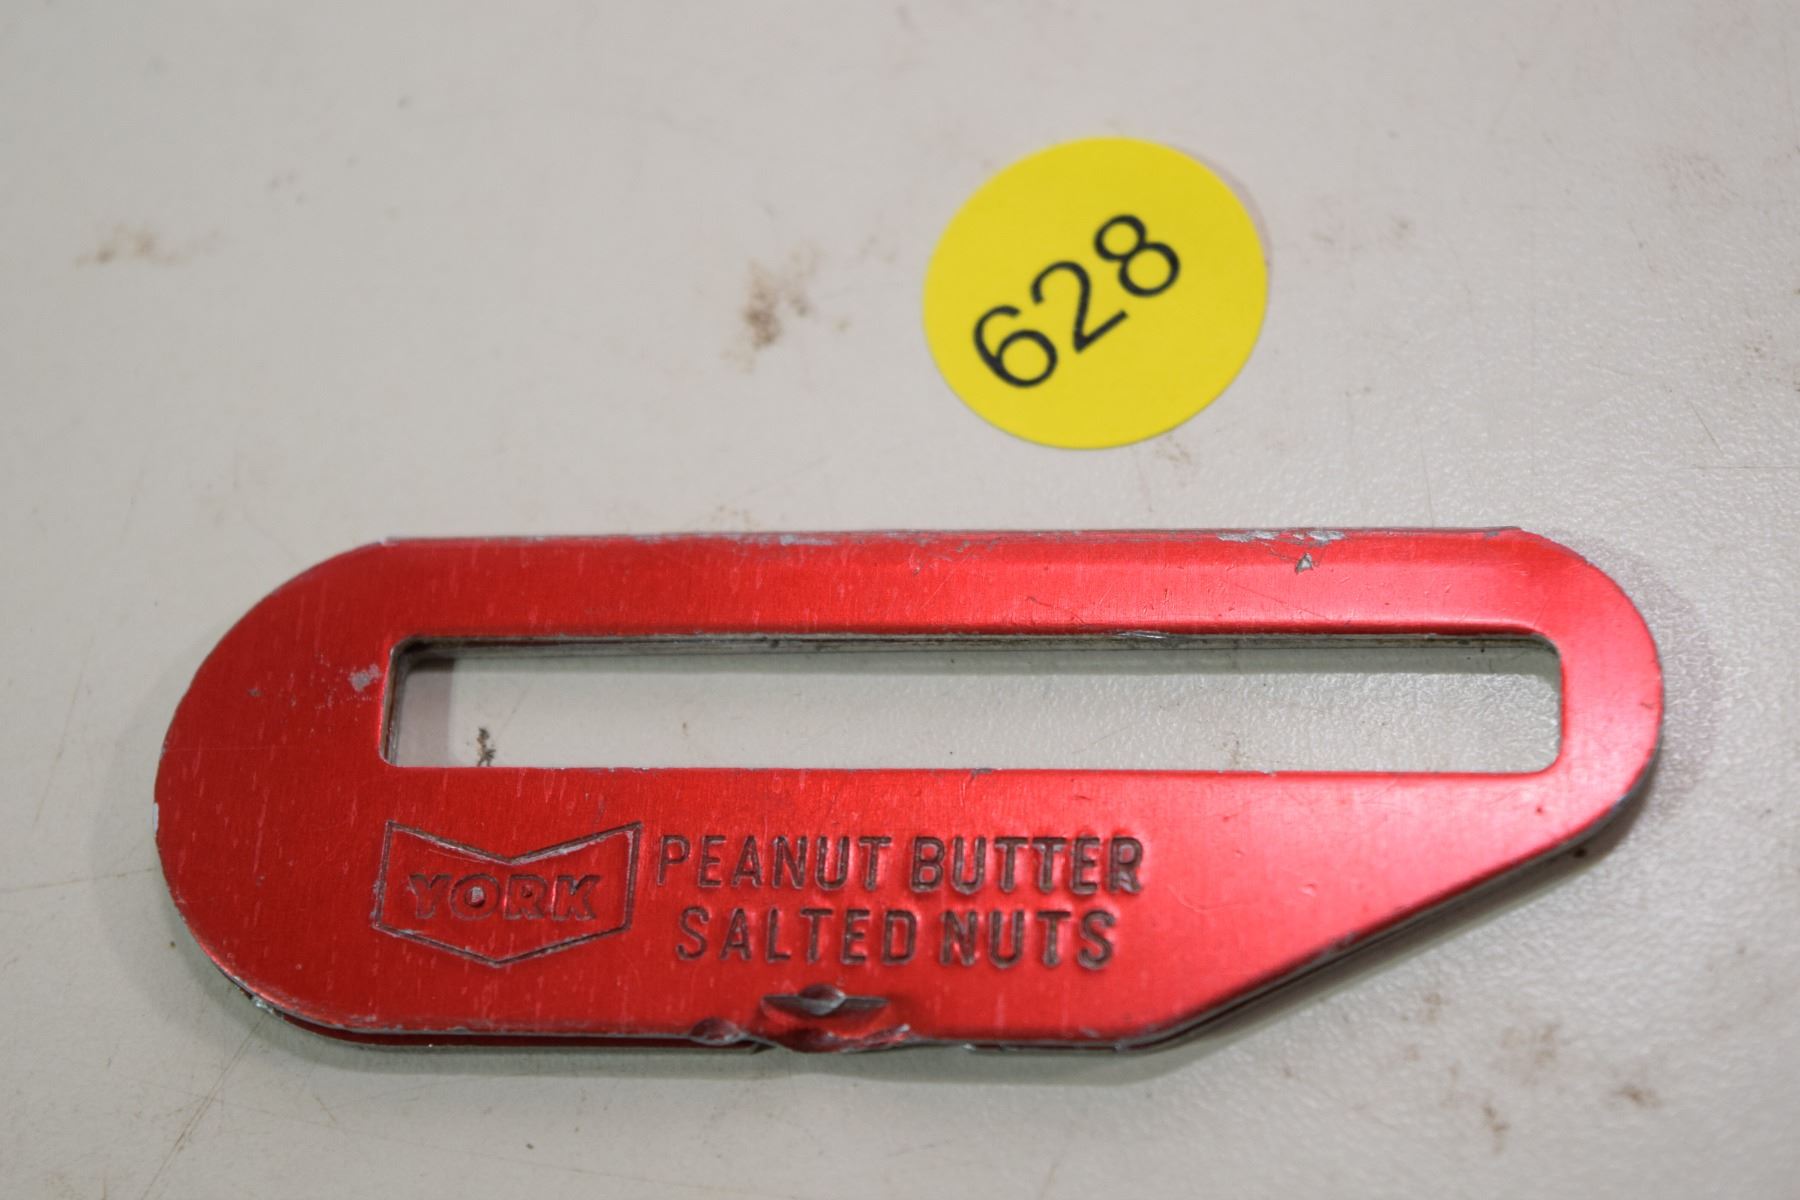 628
YORK
PEANUT BUTTER
SALTED NUTS